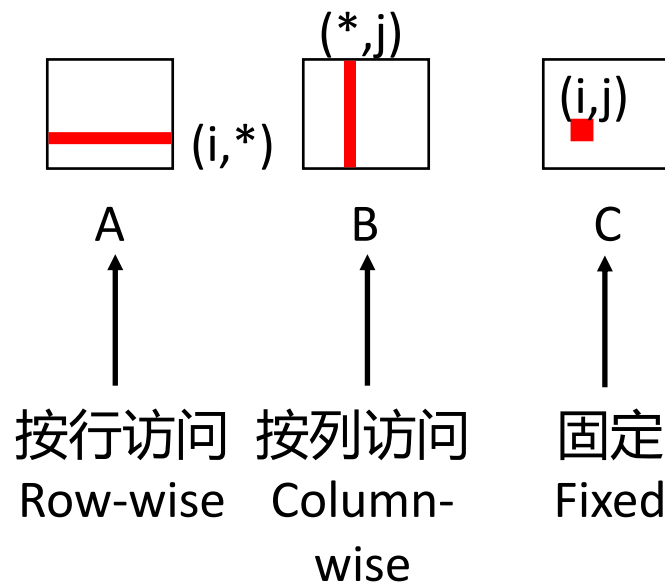 (*,j)
(i,*)
(i,j)
A
B
C
按行访问
按列访问
固定
Row-wise
Column-
wise
Fixed